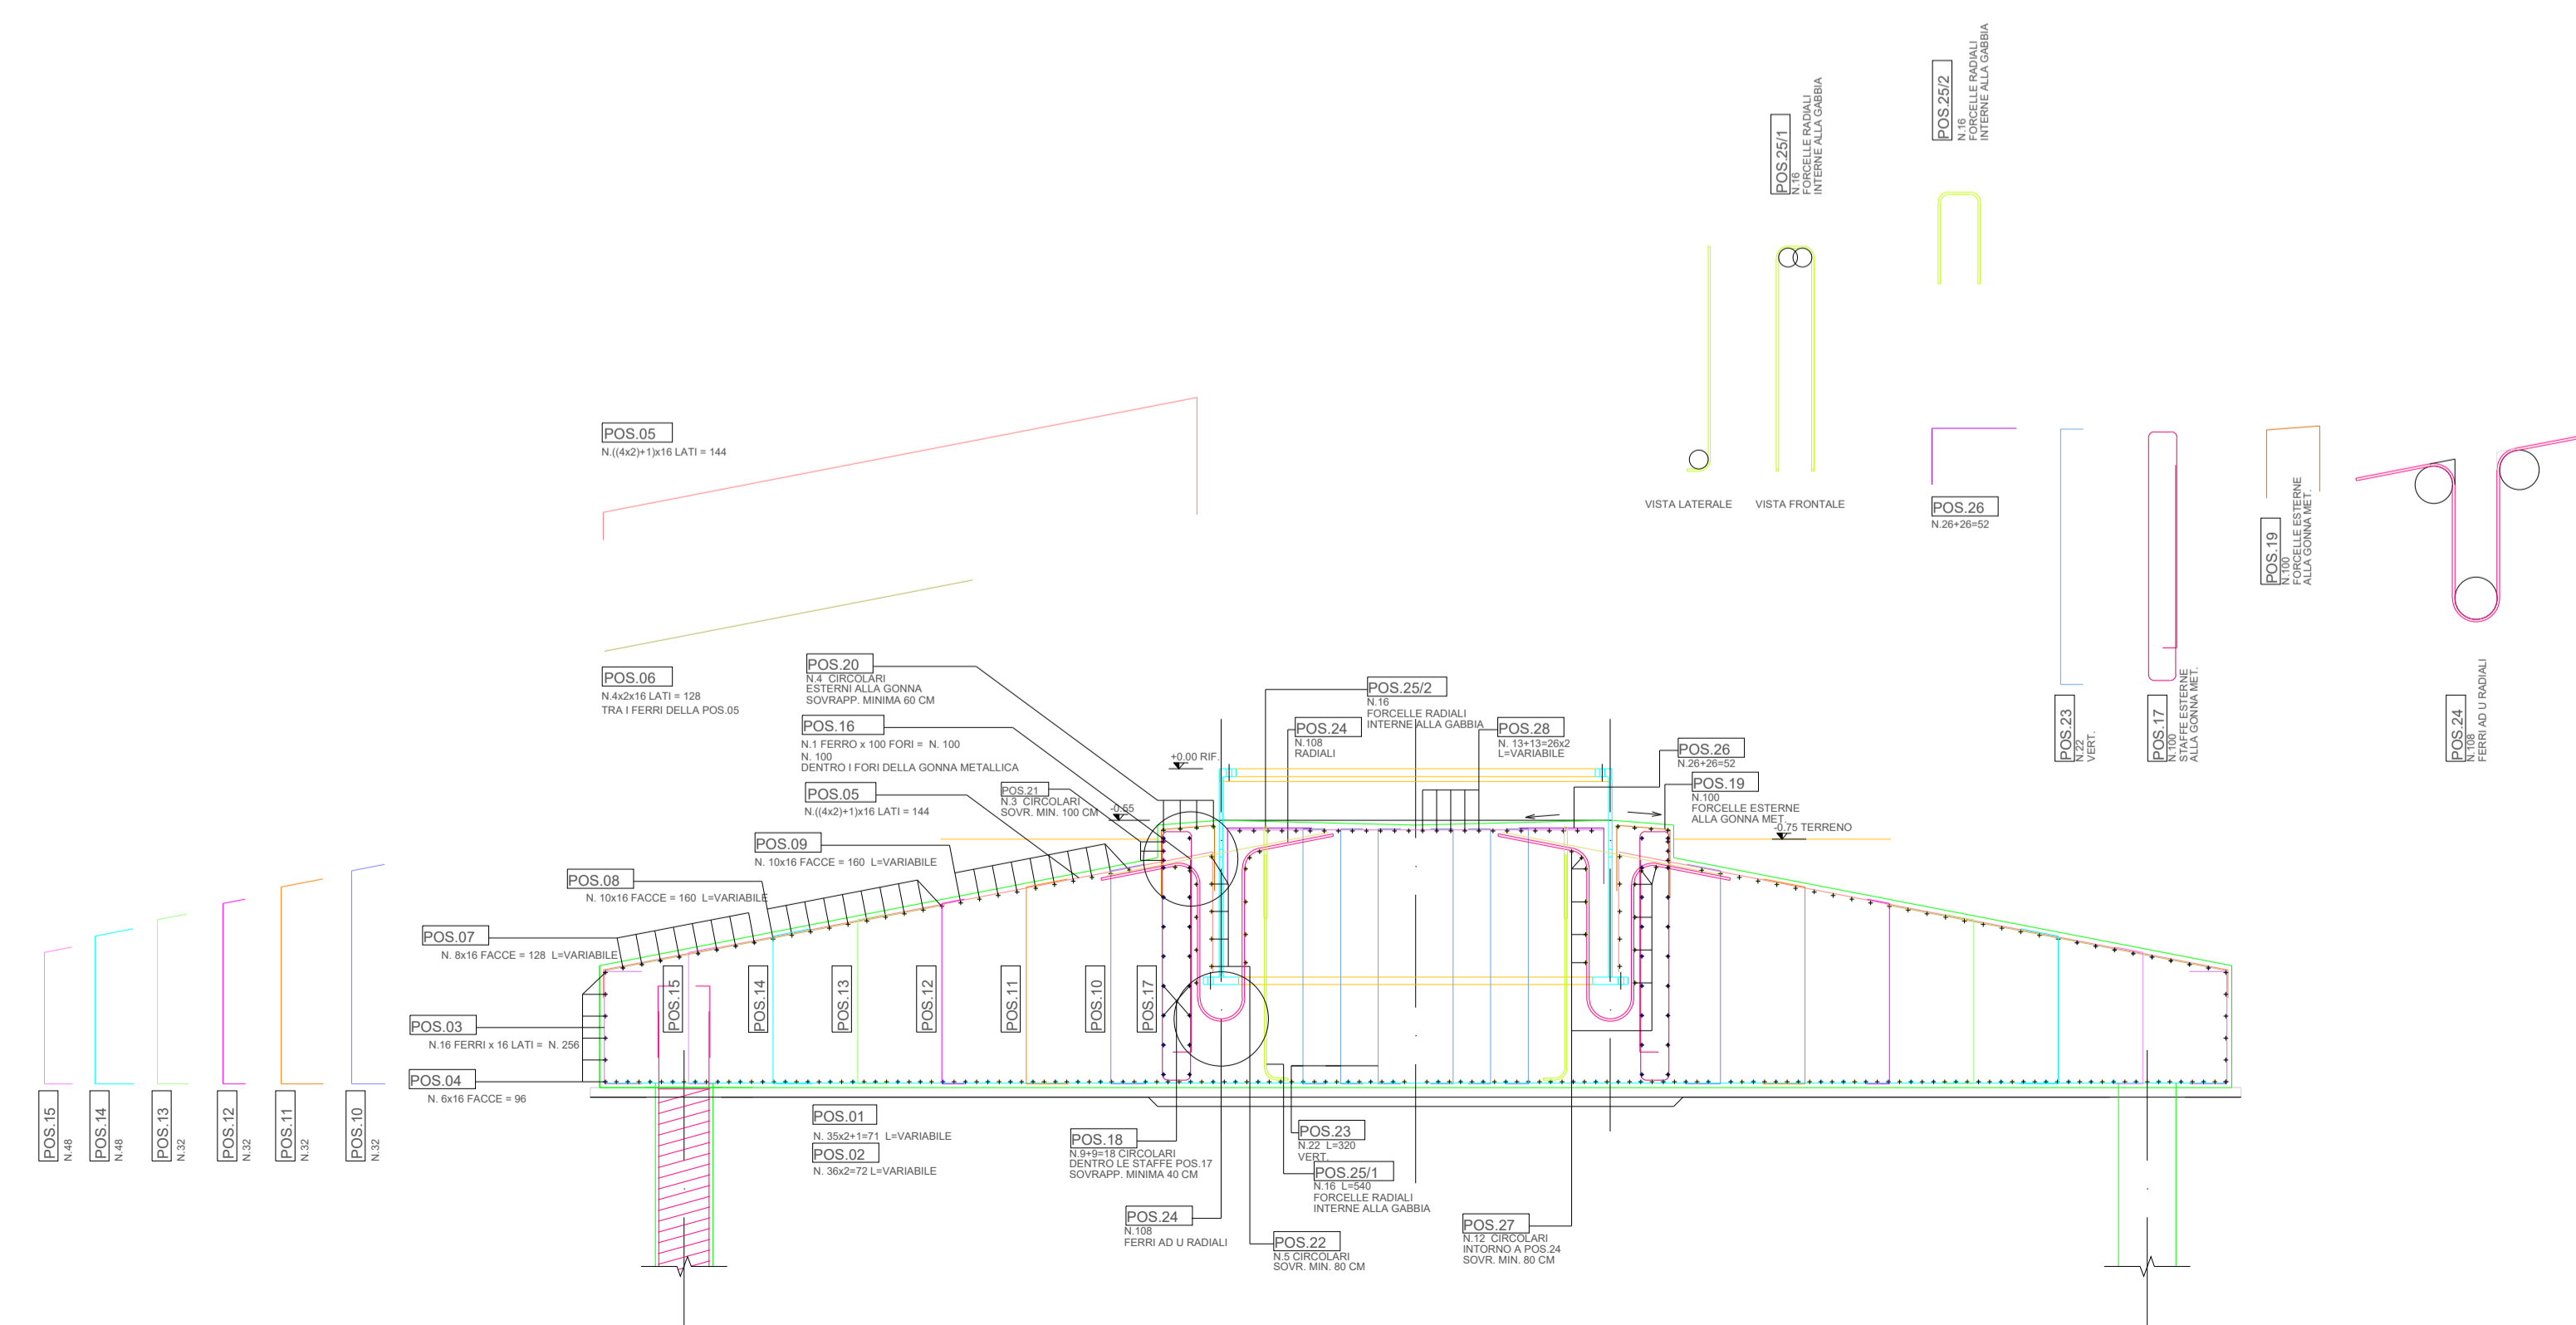 POS.25/2
N.16
FORCELLE RADIALI
INTERNE ALLA GABBIA
POS.25/1
N.16
FORCELLE RADIALI
INTERNE ALLA GABBIA
VISTA LATERALE
VISTA FRONTALE
POS.26
N.26+26=52
POS.19
N.100
FORCELLE ESTERNE
ALLA GONNA MET.
POS.23
N.22
VERT.
POS.17
N.100
STAFFE ESTERNE
ALLA GONNA MET.
POS.24
N.108
FERRI AD U RADIALI
POS.05
N.((4x2)+1)x16 LATI = 144
POS.06
N.4x2x16 LATI = 128
TRA I FERRI DELLA POS.05
POS.20
N.4 CIRCOLARI
ESTERNI ALLA GONNA
SOVRAPP. MINIMA 60 CM
POS.16
N.1 FERRO x 100 FORI = N. 100
N. 100
DENTRO I FORI DELLA GONNA METALLICA
POS.05
N.((4x2)+1)x16 LATI = 144
POS.21
N.3 CIRCOLARI
SOVR. MIN. 100 CM
+0.00 RIF.
-0.55
POS.25/2
N.16
FORCELLE RADIALI
INTERNE ALLA GABBIA
POS.24
N.108
RADIALI
POS.28
N. 13+13=26x2
L=VARIABILE
POS.26
N.26+26=52
POS.19
N.100
FORCELLE ESTERNE
ALLA GONNA MET.
-0.75 TERRENO
POS.09
N. 10x16 FACCE = 160 L=VARIABILE
POS.08
N. 10x16 FACCE = 160 L=VARIABILE
POS.07
N. 8x16 FACCE = 128 L=VARIABILE
POS.03
N.16 FERRI x 16 LATI = N. 256
POS.04
N. 6x16 FACCE = 96
POS.15
POS.14
POS.13
POS.12
POS.11
POS.10
POS.17
POS.15
N.48
POS.14
N.48
POS.13
N.32
POS.12
N.32
POS.11
N.32
POS.10
N.32
POS.01
N. 35x2+1=71 L=VARIABILE
POS.02
N. 36x2=72 L=VARIABILE
POS.18
N.9+9=18 CIRCOLARI
DENTRO LE STAFFE POS.17
SOVRAPP. MINIMA 40 CM
POS.23
N.22 L=320
VERT.
POS.25/1
N.16 L=540
FORCELLE RADIALI
INTERNE ALLA GABBIA
POS.24
N.108
FERRI AD U RADIALI
POS.22
N.5 CIRCOLARI
SOVR. MIN. 80 CM
POS.27
N.12 CIRCOLARI
INTORNO A POS.24
SOVR. MIN. 80 CM